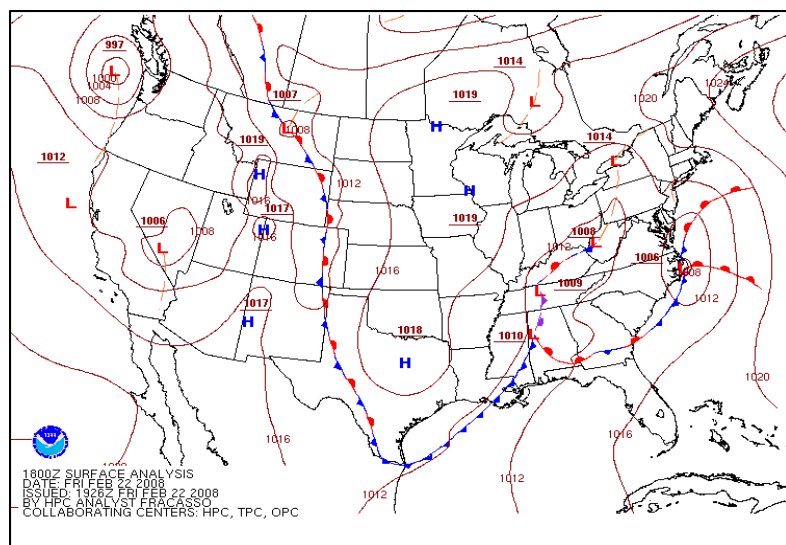 997
L
1000
1004
1008
1014
1007
1019
L
1020
1024
L
1008
H
1014
1019
L
1012
H
1012
H
1016
1017
L
1019
1006
1008
H
1016
1008
1012
L
1006
L
1016
1009
L
L
1008
1017
1012
H
1018
1010
L
H
1020
1016
1016
1012
1012
1800Z SURFACE ANALYSIS
DATE: FRI FEB 22 2008
ISSUED: 1926Z FRI FEB 22 2008
BY HPC ANALYST FRACASSO
COLLABORATING CENTERS: HPC, TPC, OPC